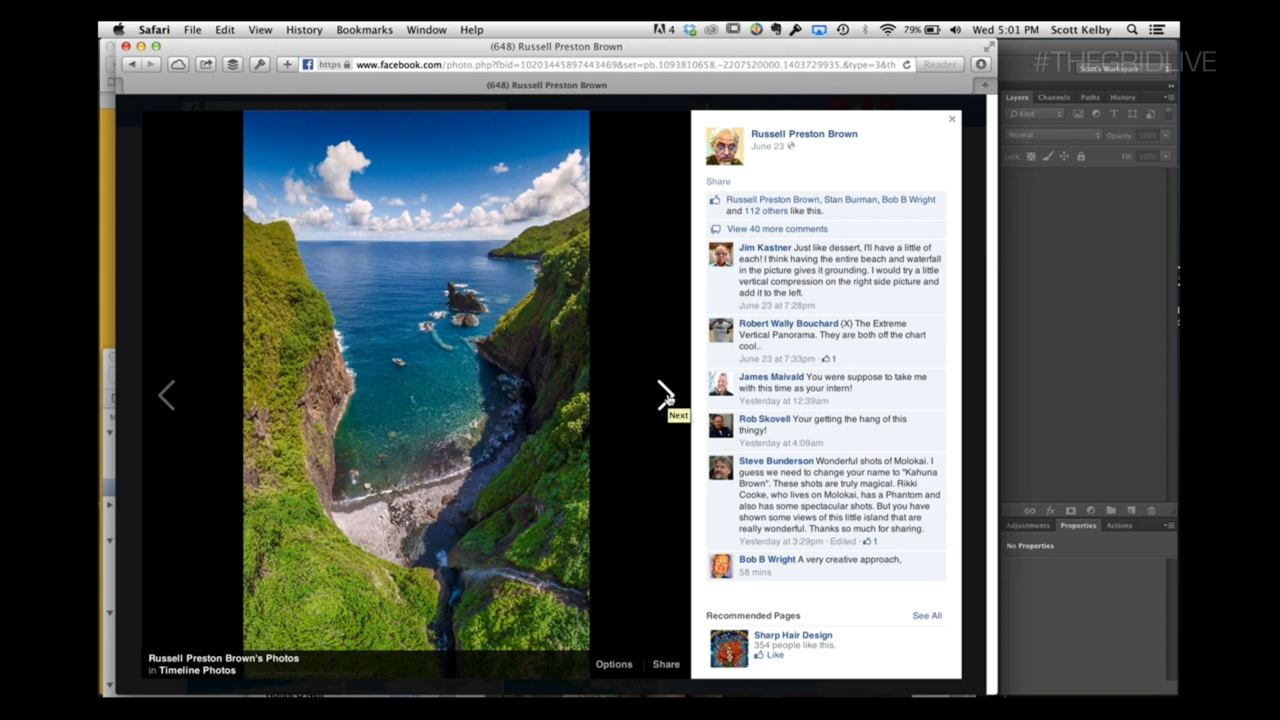 Safari File Edit View History Bookmarks Window Help 4 79% Wed 5:01 PM Scott Kelby
(648) Russell Preston Brown
https www.facebook.com/photo.php?fbid=10203445897443469&set=pb.1093810658.-2207520000.1403729935.&type=3&th Reader
#THEGRIDLIVE
Scott's Workspace
(648) Russell Preston Brown
Layers Channels Paths History
Kind
Normal Opacity: 100%
Lock: Fill: 100%
Russell Preston Brown
June 23
Share
Russell Preston Brown, Stan Burman, Bob B Wright
and 112 others like this.
View 40 more comments
Jim Kastner Just like dessert, I'll have a little of
each! I think having the entire beach and waterfall
in the picture gives it grounding. I would try a little
vertical compression on the right side picture and
add it to the left.
June 23 at 7:28pm
Robert Wally Bouchard {X} The Extreme
Vertical Panorama. They are both off the chart
cool..
June 23 at 7:33pm · 1
James Maivald You were suppose to take me
with this time as your intern!
Yesterday at 12:39am
Next
Rob Skovell Your getting the hang of this
thingy!
Yesterday at 4:09am
Steve Bunderson Wonderful shots of Molokai. I
guess we need to change your name to "Kahuna
Brown". These shots are truly magical. Rikki
Cooke, who lives on Molokai, has a Phantom and
also has some spectacular shots. But you have
shown some views of this little island that are
really wonderful. Thanks so much for sharing.
Yesterday at 3:29pm · Edited · 1
Bob B Wright A very creative approach,
58 mins
Adjustments Properties Actions
No Properties
Recommended Pages See All
Sharp Hair Design
354 people like this.
Like
Russell Preston Brown's Photos
in Timeline Photos
Options Share